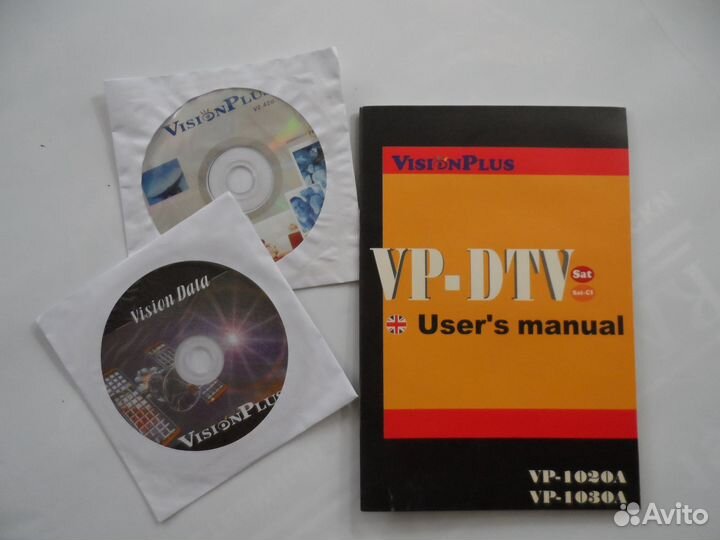 VISIONPLUS
Vision Data
VISIONPLUS
VISIONPLUS
VP-DTV
Sat
Sat-CI
User's manual
VP-1020A
VP-1030A
Avito